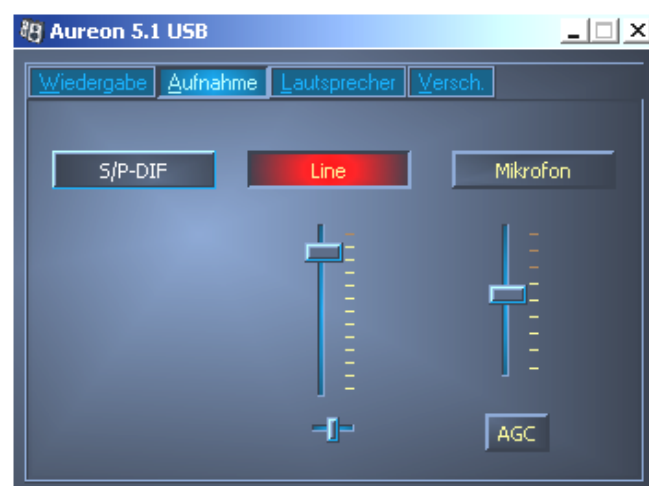 Aureon 5.1 USB
Wiedergabe Aufnahme Lautsprecher Versch.
S/P-DIF Line Mikrofon
AGC